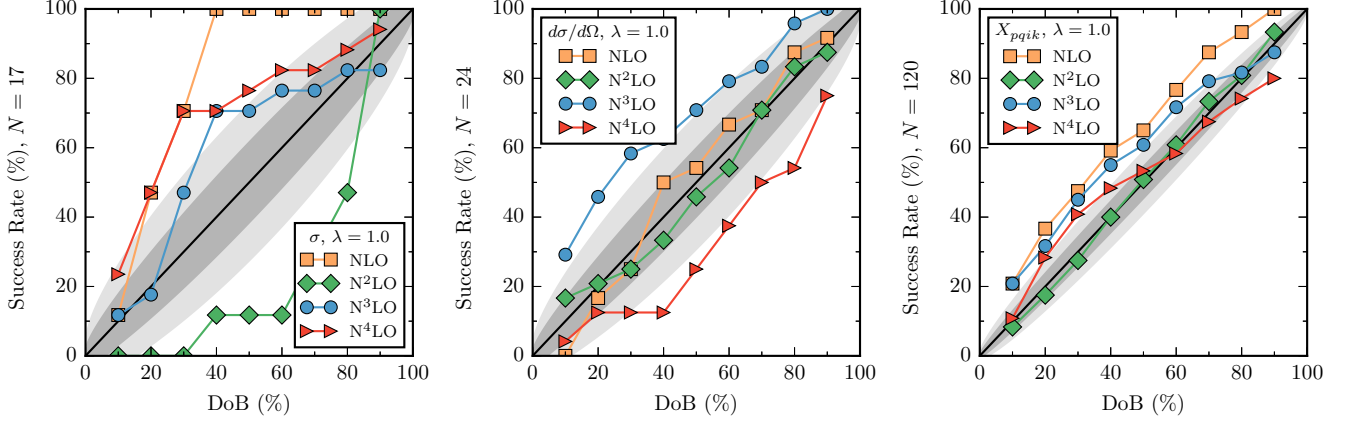 Success Rate (%), N = 17
100
80
60
40
20
0
0 20 40 60 80 100
DoB (%)
σ, λ = 1.0
NLO
N²LO
N³LO
N⁴LO
Success Rate (%), N = 24
100
80
60
40
20
0
0 20 40 60 80 100
DoB (%)
dσ/dΩ, λ = 1.0
NLO
N²LO
N³LO
N⁴LO
Success Rate (%), N = 120
100
80
60
40
20
0
0 20 40 60 80 100
DoB (%)
X_{pqik}, λ = 1.0
NLO
N²LO
N³LO
N⁴LO